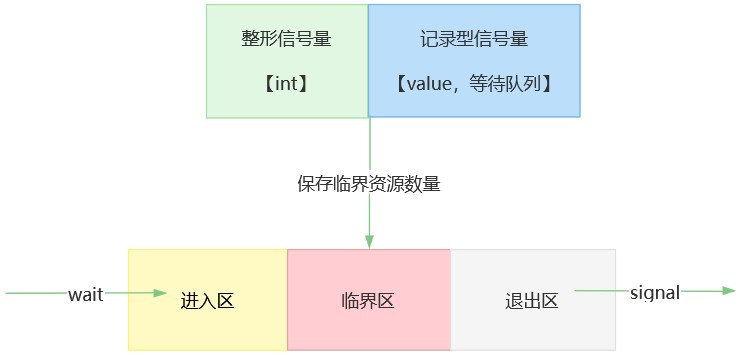 整形信号量
【int】
记录型信号量
【value，等待队列】
保存临界资源数量
wait
进入区
临界区
退出区
signal